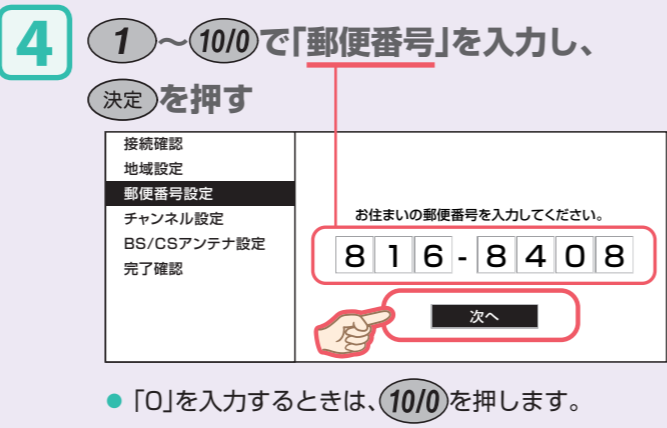 4 1～10/0で「郵便番号」を入力し、
決定を押す
接続確認
地域設定
郵便番号設定
チャンネル設定
BS/CSアンテナ設定
完了確認
お住まいの郵便番号を入力してください。
816-8408
次へ
● 「0」を入力するときは、10/0を押します。